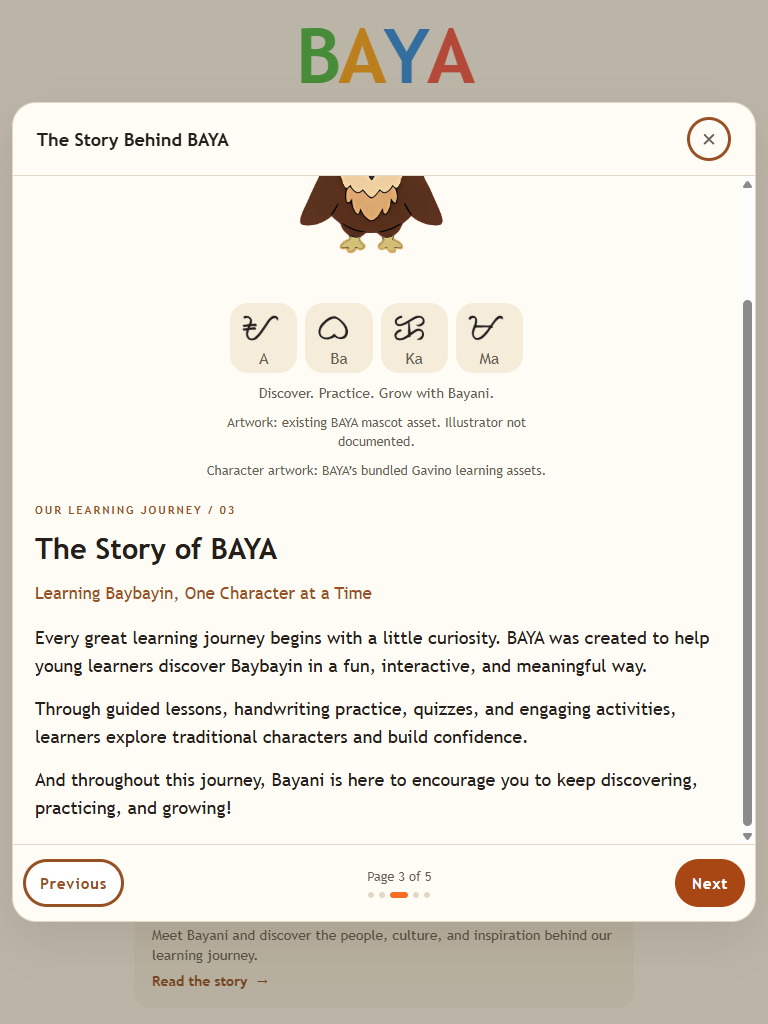 BAYA
The Story Behind BAYA
×
ᜀ ᜊ ᜃ ᜋ
A Ba Ka Ma
Discover. Practice. Grow with Bayani.
Artwork: existing BAYA mascot asset. Illustrator not
documented.
Character artwork: BAYA's bundled Gavino learning assets.
OUR LEARNING JOURNEY / 03
The Story of BAYA
Learning Baybayin, One Character at a Time
Every great learning journey begins with a little curiosity. BAYA was created to help
young learners discover Baybayin in a fun, interactive, and meaningful way.
Through guided lessons, handwriting practice, quizzes, and engaging activities,
learners explore traditional characters and build confidence.
And throughout this journey, Bayani is here to encourage you to keep discovering,
practicing, and growing!
Previous
Page 3 of 5
Next
Meet Bayani and discover the people, culture, and inspiration behind our
learning journey.
Read the story →